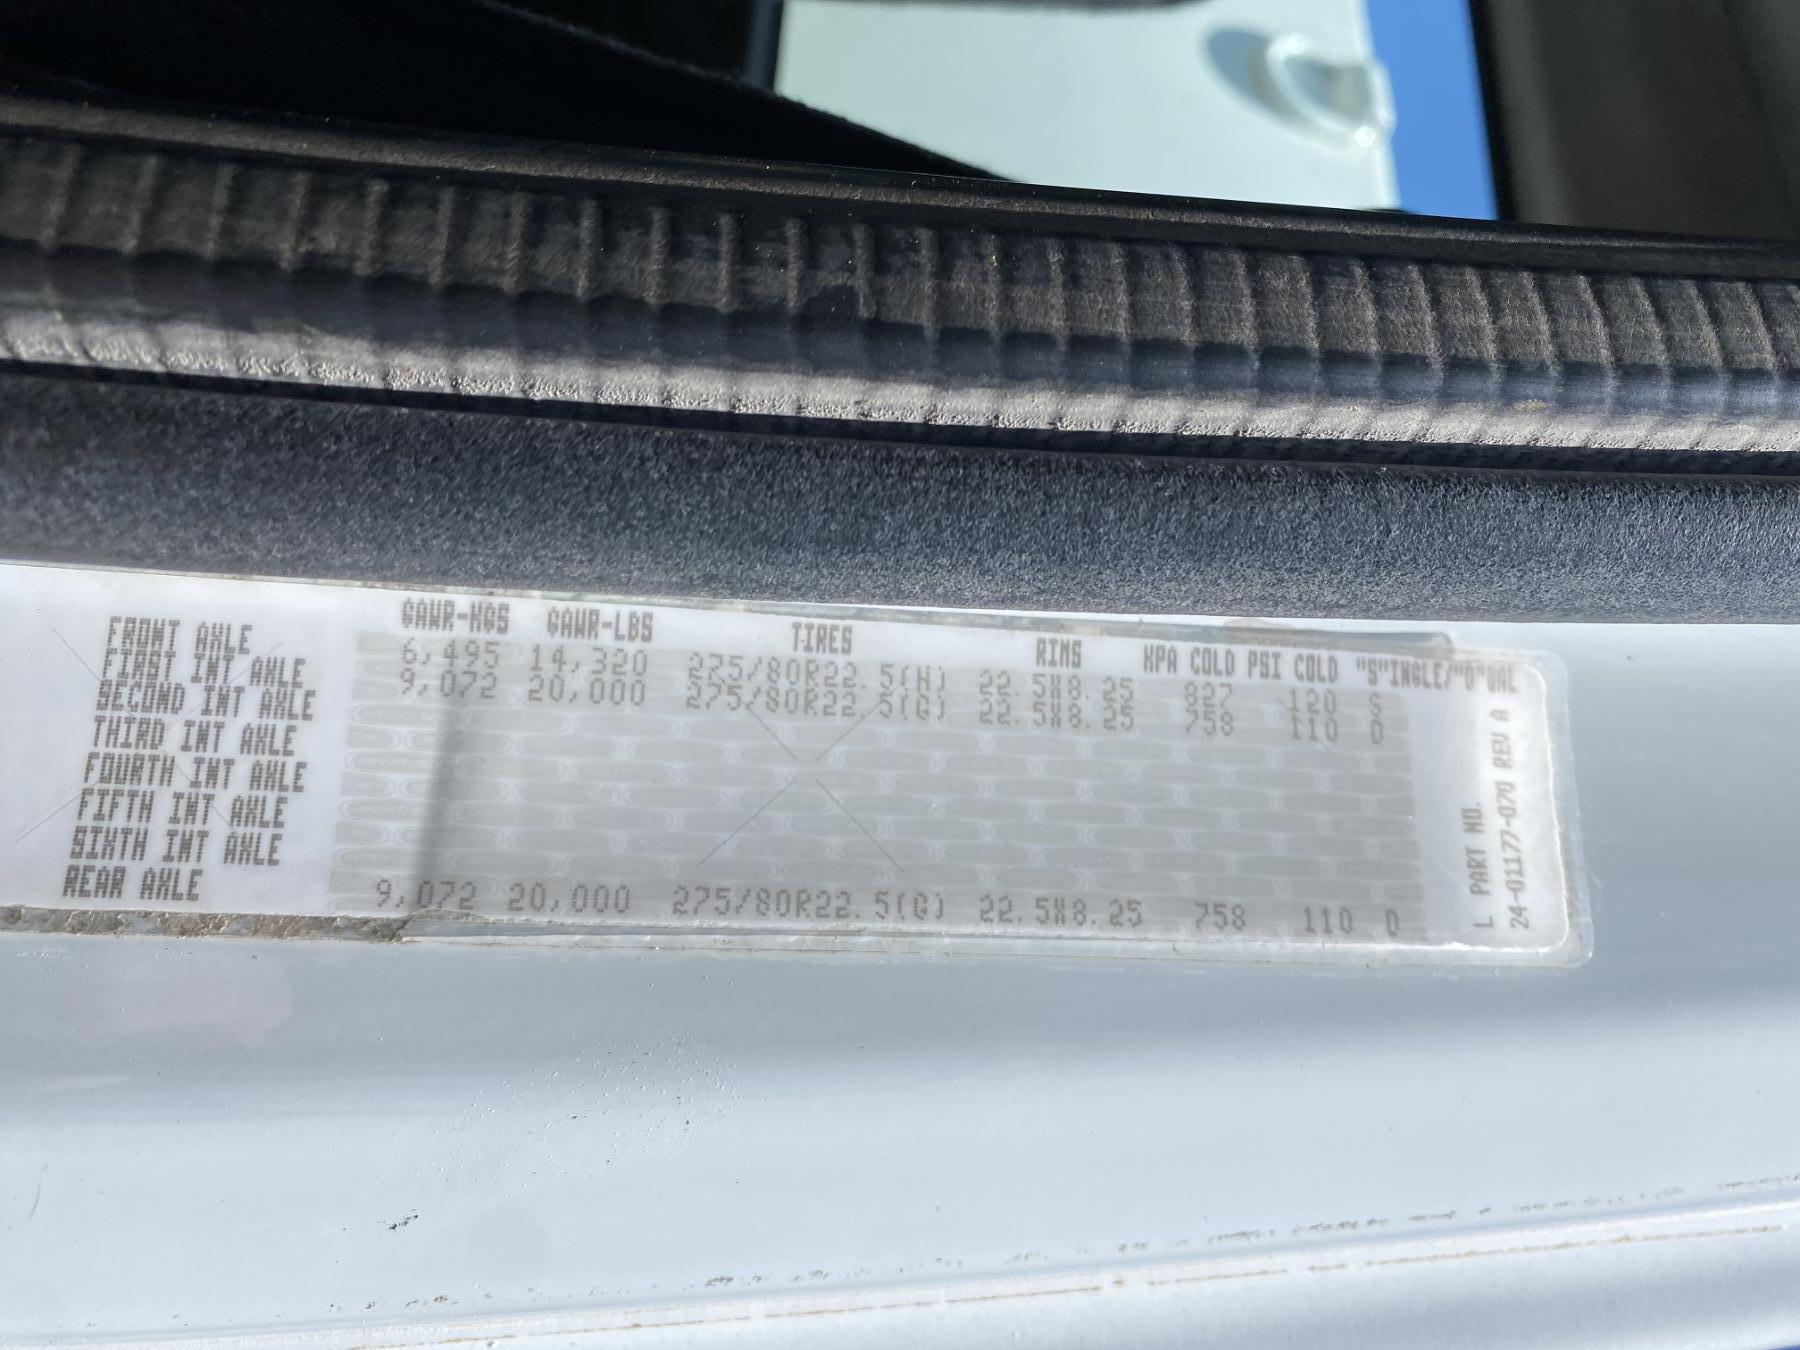 GAWR-KGS GAWR-LBS TIRES RIMS KPA COLD PSI COLD "S"INGLE/"D"UAL
FRONT AXLE 6,495 14,320 275/80R22.5(H) 22.5X8.25 827 120 S
FIRST INT AXLE 9,072 20,000 275/80R22.5(G) 22.5X8.25 758 110 D
SECOND INT AXLE
THIRD INT AXLE
FOURTH INT AXLE
FIFTH INT AXLE
SIXTH INT AXLE
REAR AXLE 9,072 20,000 275/80R22.5(G) 22.5X8.25 758 110 D
L PART NO.
24-01177-070 REV A